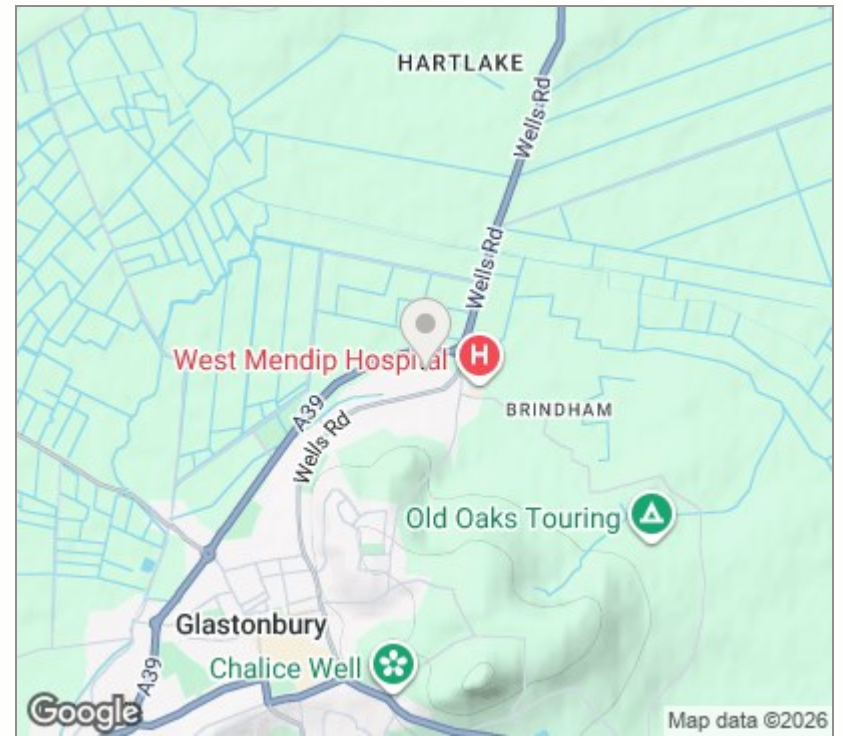 HARTLAKE
Wells Rd
Wells Rd
West Mendip Hospital
H
A39
Wells Rd
BRINDHAM
Old Oaks Touring
Glastonbury
Chalice Well
A39
Google
Map data ©2026